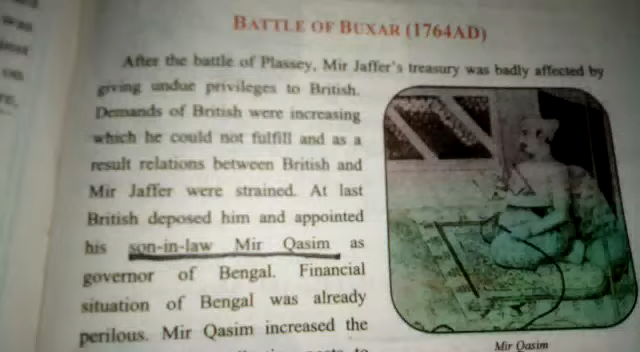 was
on
BATTLE OF BUXAR (1764AD)
After the battle of Plassey, Mir Jaffer's treasury was badly affected by
giving undue privileges to British.
Demands of British were increasing
which he could not fulfill and as a
result relations between British and
Mir Jaffer were strained. At last
British deposed him and appointed
his son-in-law Mir Qasim as
governor of Bengal. Financial
situation of Bengal was already
perilous. Mir Qasim increased the
to
Mir Qasim